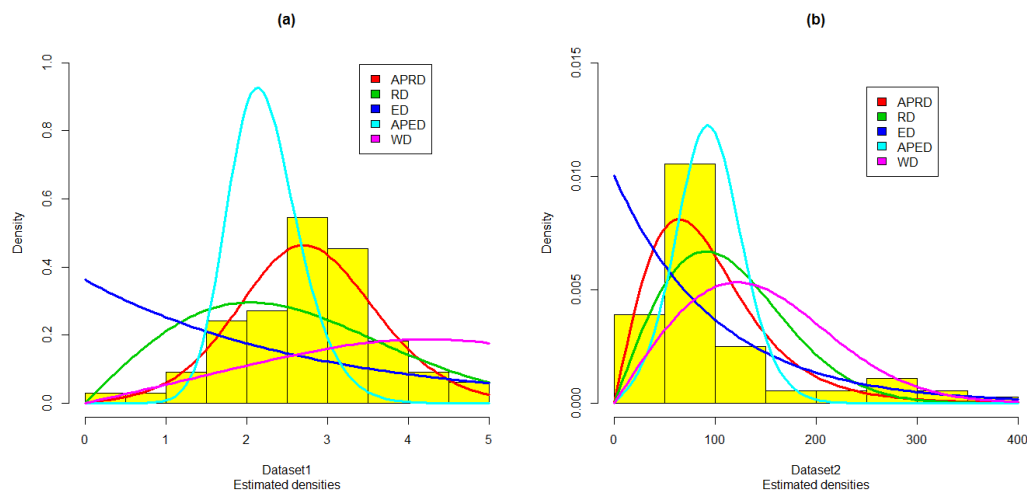 (a)
1.0
0.8
0.6
0.4
0.2
0.0
Density
APRD
RD
ED
APED
WD
0 1 2 3 4 5
Dataset1
Estimated densities
(b)
0.015
0.010
0.005
0.000
Density
APRD
RD
ED
APED
WD
0 100 200 300 400
Dataset2
Estimated densities